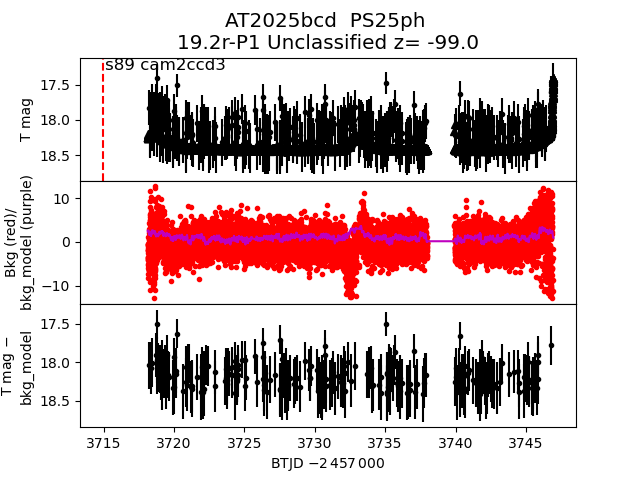 AT2025bcd  PS25ph
19.2r-P1 Unclassified z= -99.0
s89 cam2ccd3
T mag
17.5
18.0
18.5
Bkg (red)/
bkg_model (purple)
10
0
−10
T mag −
bkg_model
17.5
18.0
18.5
3715 3720 3725 3730 3735 3740 3745
BTJD −2 457 000